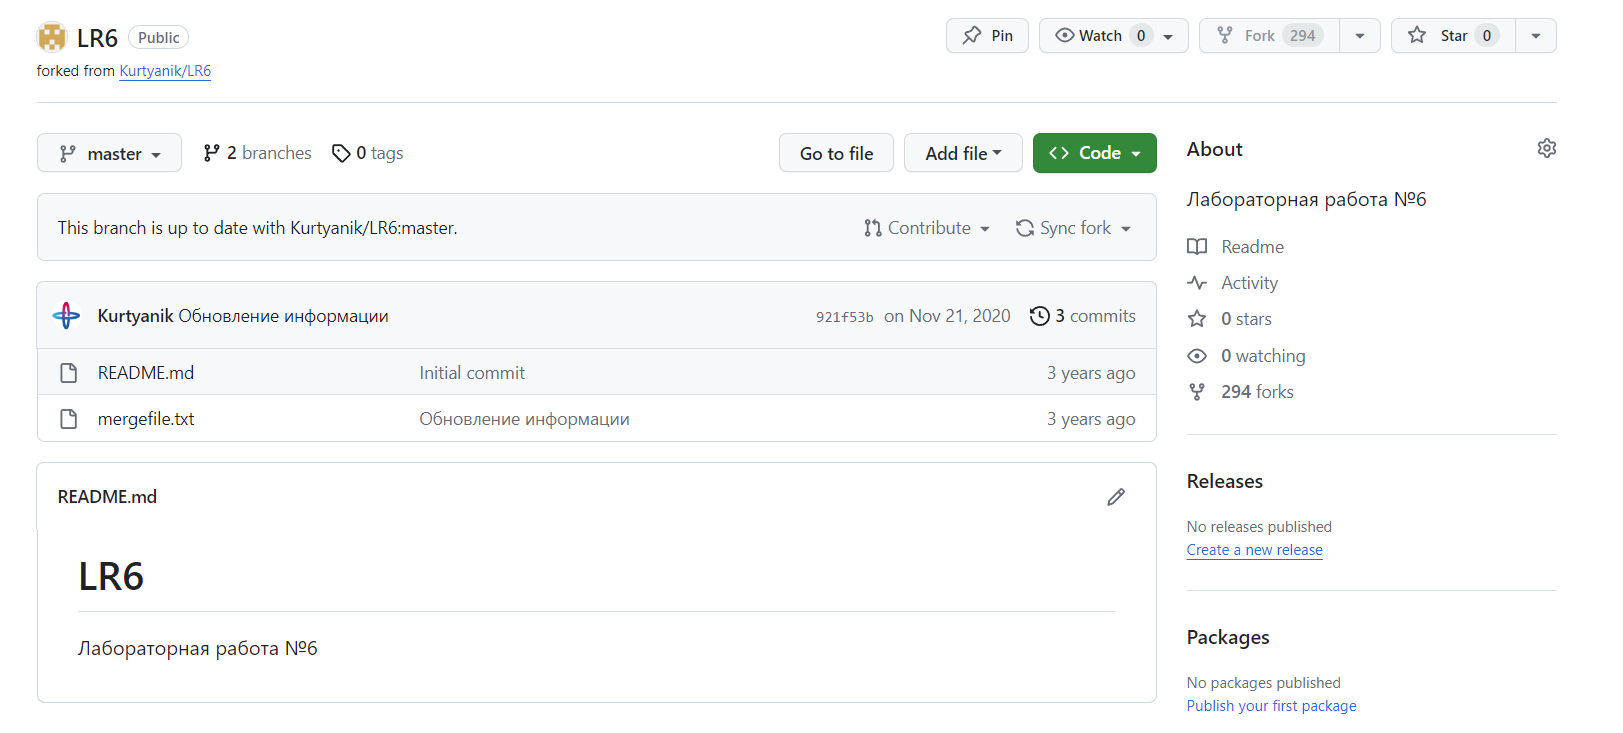 LR6 Public
forked from Kurtyanik/LR6
Pin
Watch 0
Fork 294
Star 0
master
2 branches
0 tags
Go to file
Add file
Code
This branch is up to date with Kurtyanik/LR6:master.
Contribute
Sync fork
Kurtyanik Обновление информации
921f53b on Nov 21, 2020
3 commits
README.md Initial commit 3 years ago
mergefile.txt Обновление информации 3 years ago
README.md
LR6
Лабораторная работа №6
About
Лабораторная работа №6
Readme
Activity
0 stars
0 watching
294 forks
Releases
No releases published
Create a new release
Packages
No packages published
Publish your first package